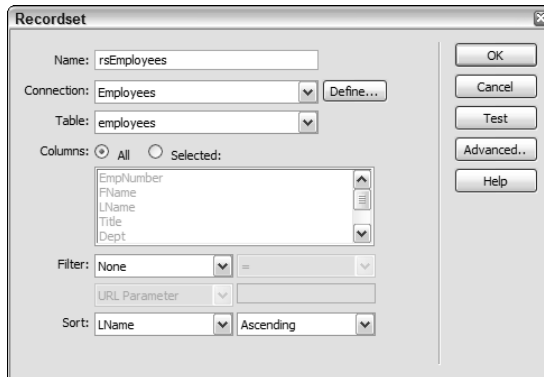 Recordset
Name: rsEmployees
Connection: Employees Define...
Table: employees
Columns: All Selected:
EmpNumber
FName
LName
Title
Dept
Filter: None =
URL Parameter
Sort: LName Ascending
OK
Cancel
Test
Advanced..
Help